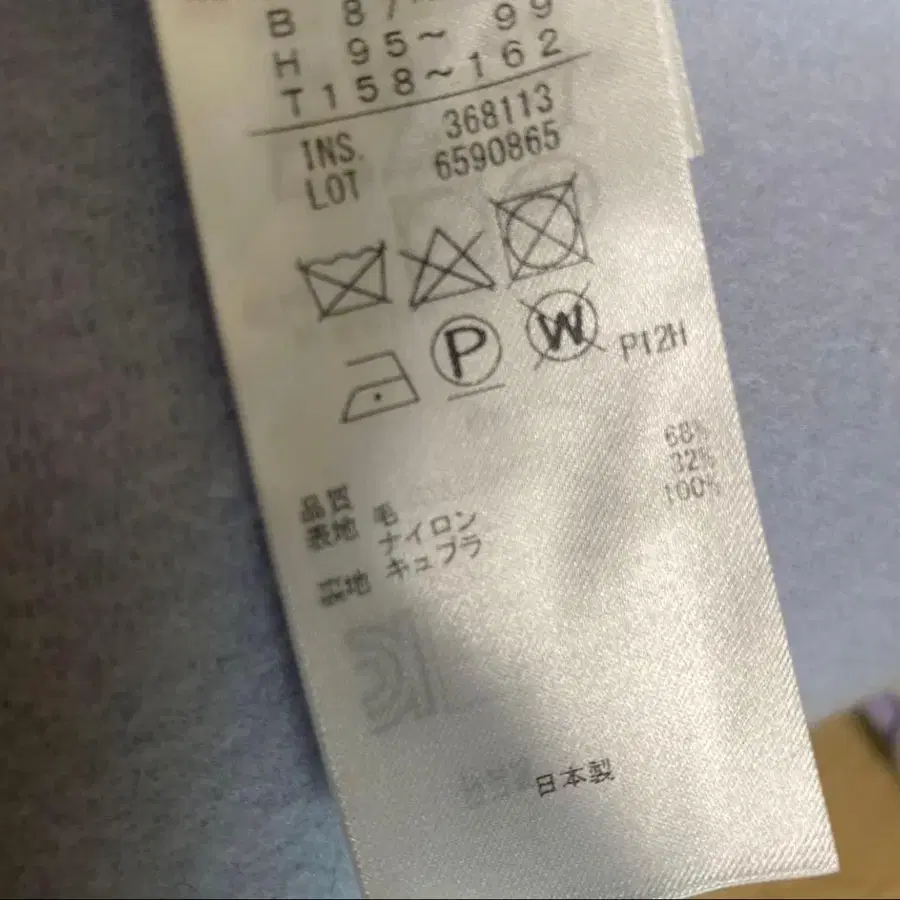 B 87~
H 95~ 99
T158~162
INS. 368113
LOT 6590865
P W P12H
品質
表地 毛 68%
ナイロン 32%
裏地 キュプラ 100%
日本製